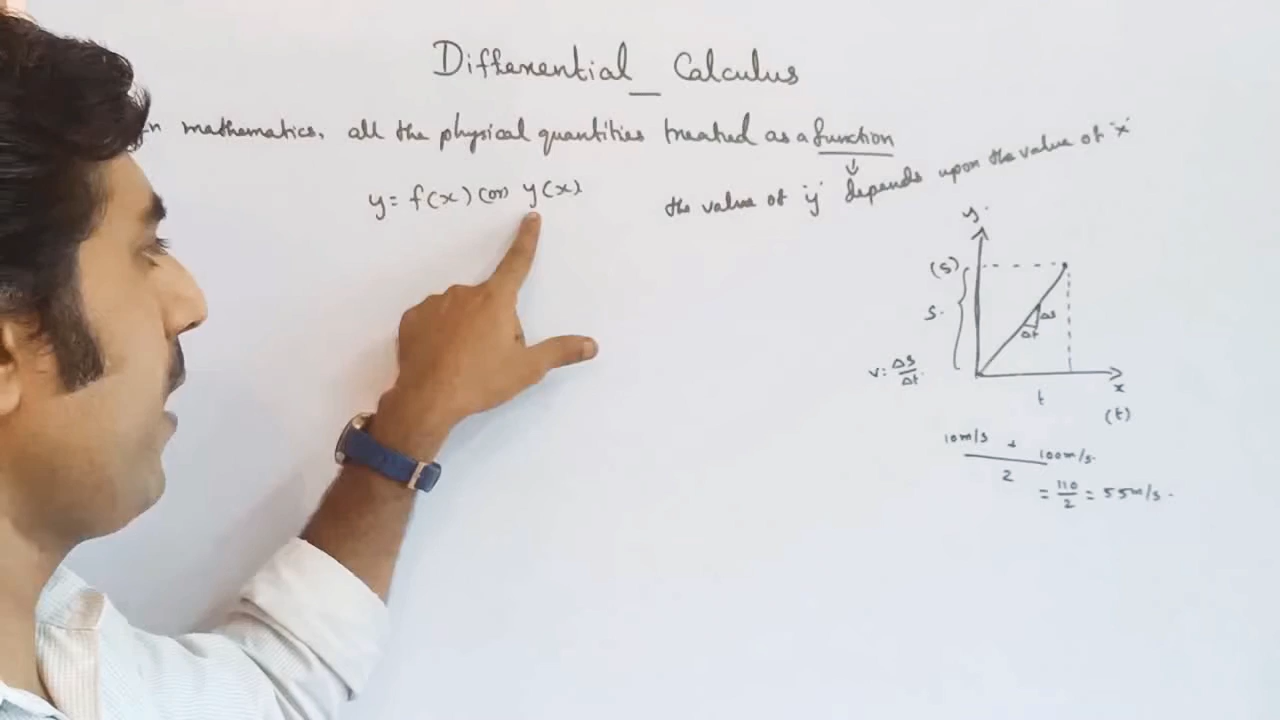 Differential Calculus
In mathematics, all the physical quantities treated as a function
y = f(x) (or) y(x)
the value of 'y' depends upon the value of 'x'
y
(s)
s
Δs
Δt
v = Δs/Δt
x
t
(t)
10m/s + 100m/s
2
= 110/2 = 55m/s